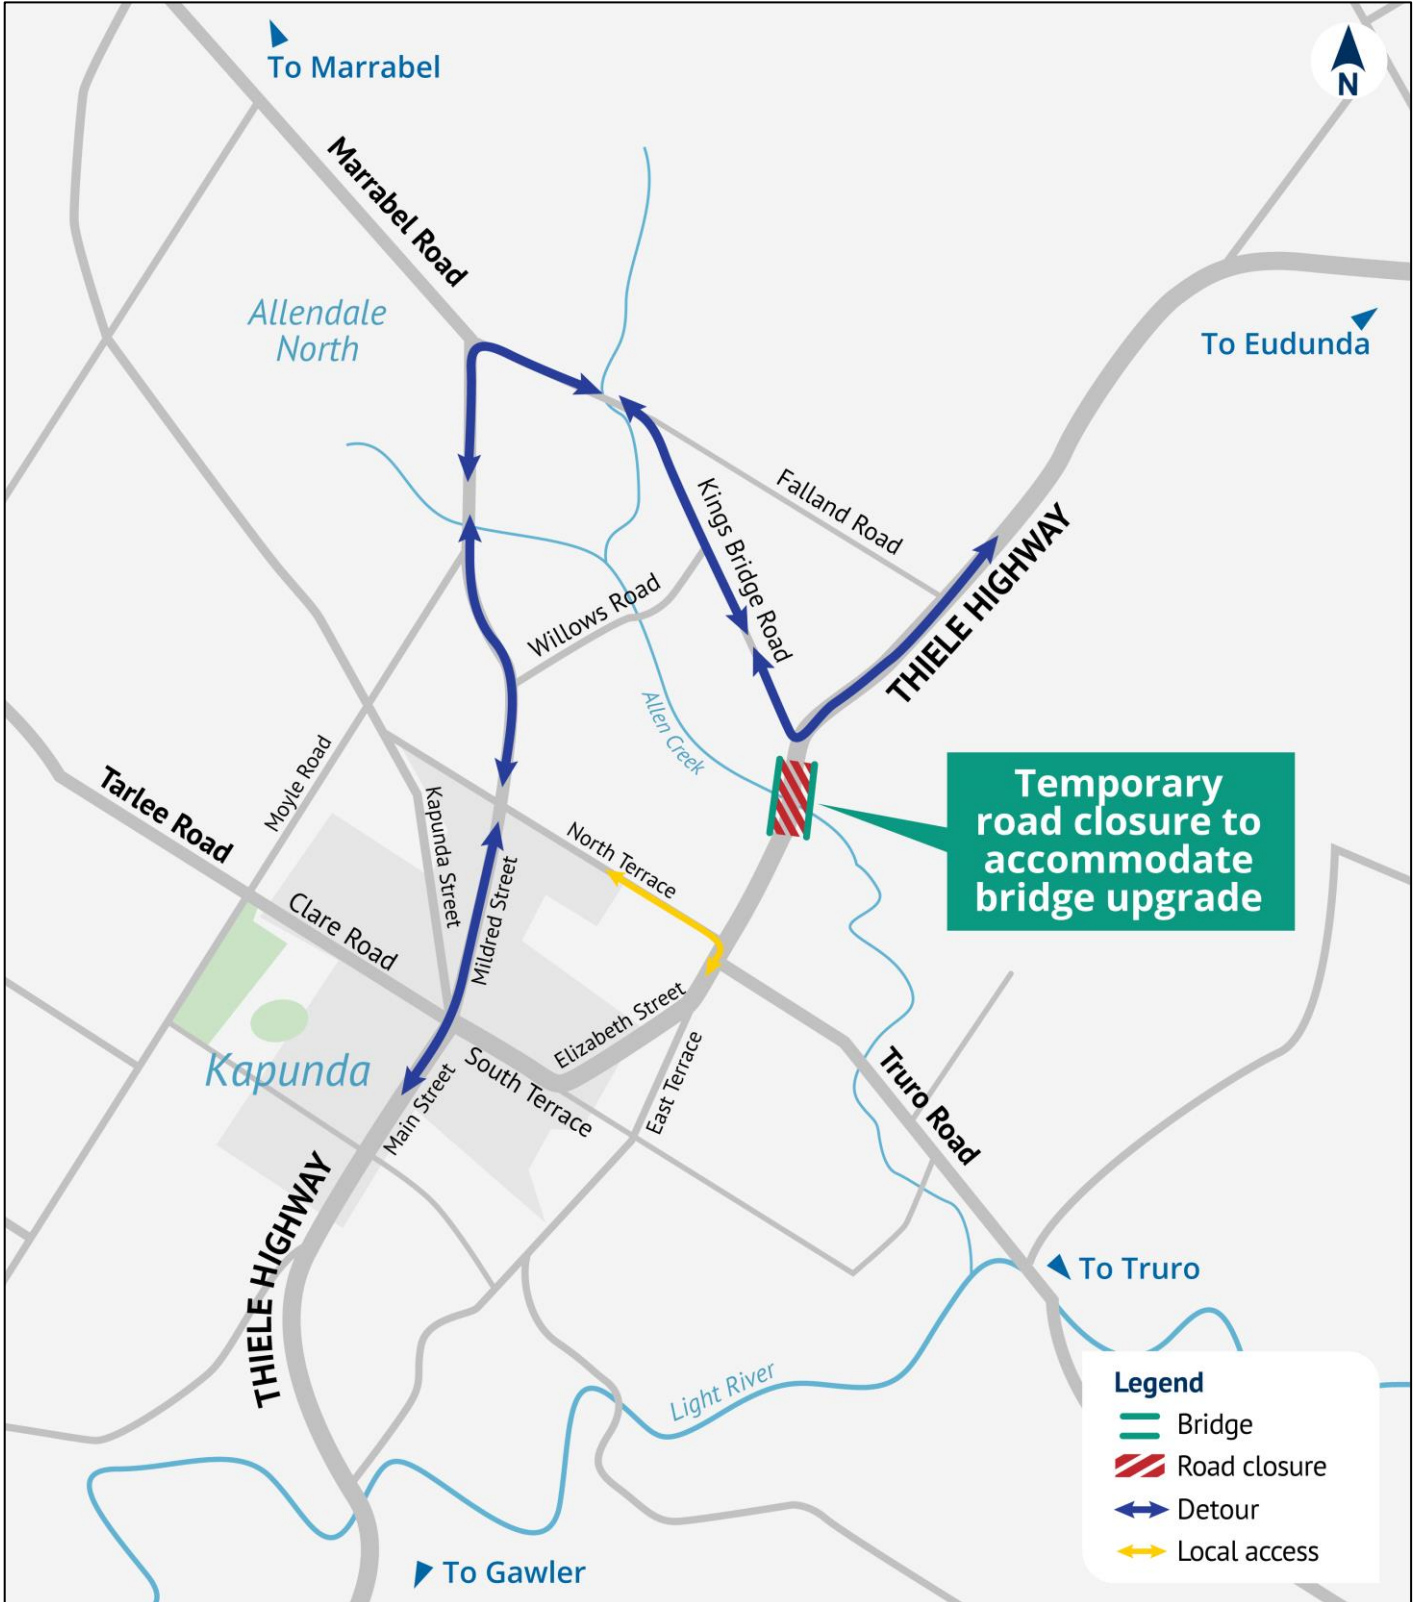 To Marrabel
N
Marrabel Road
Allendale
North
To Eudunda
Falland Road
Kings Bridge Road
THIELE HIGHWAY
Willows Road
Allen Creek
Moyle Road
Tarlee Road
Kapunda Street
North Terrace
Temporary
road closure to
accommodate
bridge upgrade
Mildred Street
Clare Road
Elizabeth Street
Kapunda
South Terrace
East Terrace
Main Street
Truro Road
THIELE HIGHWAY
To Truro
Light River
Legend
Bridge
Road closure
Detour
Local access
To Gawler